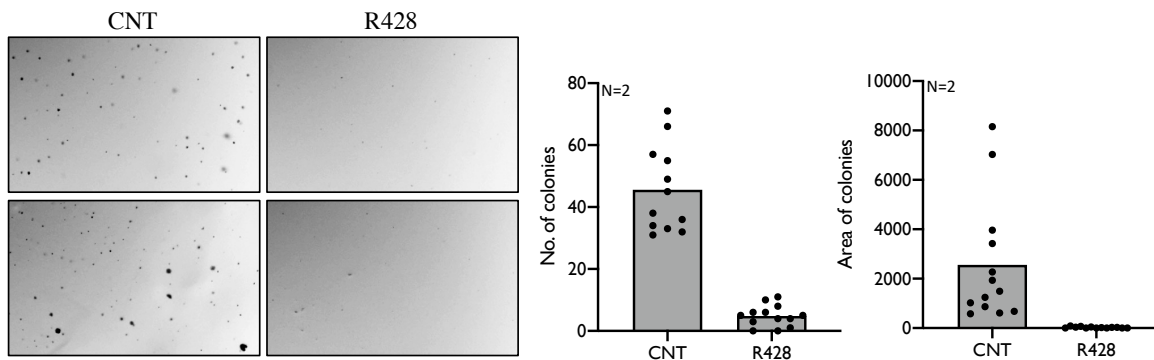 CNT
R428
No. of colonies
N=2
80
60
40
20
0
CNT
R428
Area of colonies
N=2
10000
8000
6000
4000
2000
0
CNT
R428